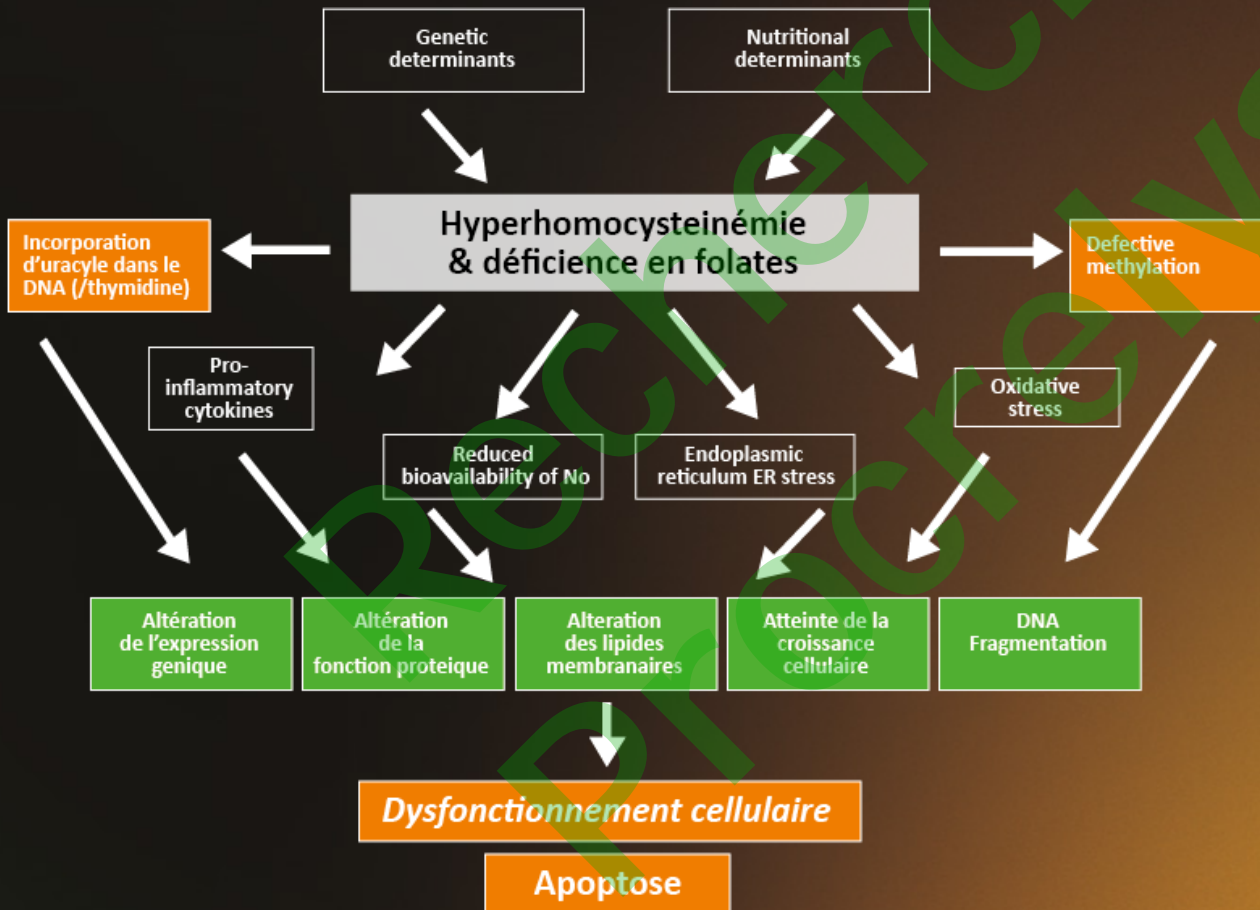 Genetic
determinants
Nutritional
determinants
Hyperhomocysteinémie
& déficience en folates
Incorporation
d'uracyle dans le
DNA (/thymidine)
Defective
methylation
Pro-
inflammatory
cytokines
Oxidative
stress
Reduced
bioavailability of No
Endoplasmic
reticulum ER stress
Altération
de l'expression
genique
Altération
de la
fonction proteique
Alteration
des lipides
membranaires
Atteinte de la
croissance
cellulaire
DNA
Fragmentation
Dysfonctionnement cellulaire
Apoptose